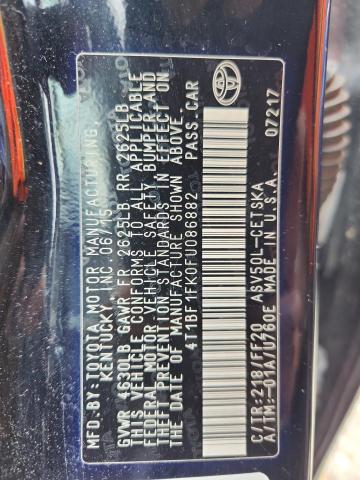 MFD. BY: TOYOTA MOTOR MANUFACTURING,
KENTUCKY, INC 06/15
GVWR 4630LB GAWR FR 2625LB RR 2625LB
THIS VEHICLE CONFORMS TO ALL APPLICABLE
FEDERAL MOTOR VEHICLE SAFETY BUMPER, AND
THEFT PREVENTION STANDARDS IN EFFECT ON
THE DATE OF MANUFACTURE SHOWN ABOVE.
4T1BF1FK0FU086882 PASS. CAR
C/TR:218/FF20 ASV50L-CETSKA
A/TM:-01A/U760E U.S.A. 07217